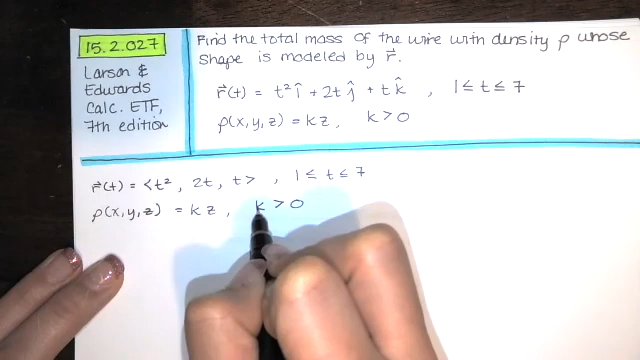 15.2.027
Larson &
Edwards
Calc. ETF,
7th edition
Find the total mass of the wire with density ρ whose
shape is modeled by r⃗.
r⃗(t) = t² î + 2t ĵ + t k̂ , 1 ≤ t ≤ 7
ρ(x,y,z) = kz, k > 0
r⃗(t) = <t², 2t, t> , 1 ≤ t ≤ 7
ρ(x,y,z) = kz, k > 0